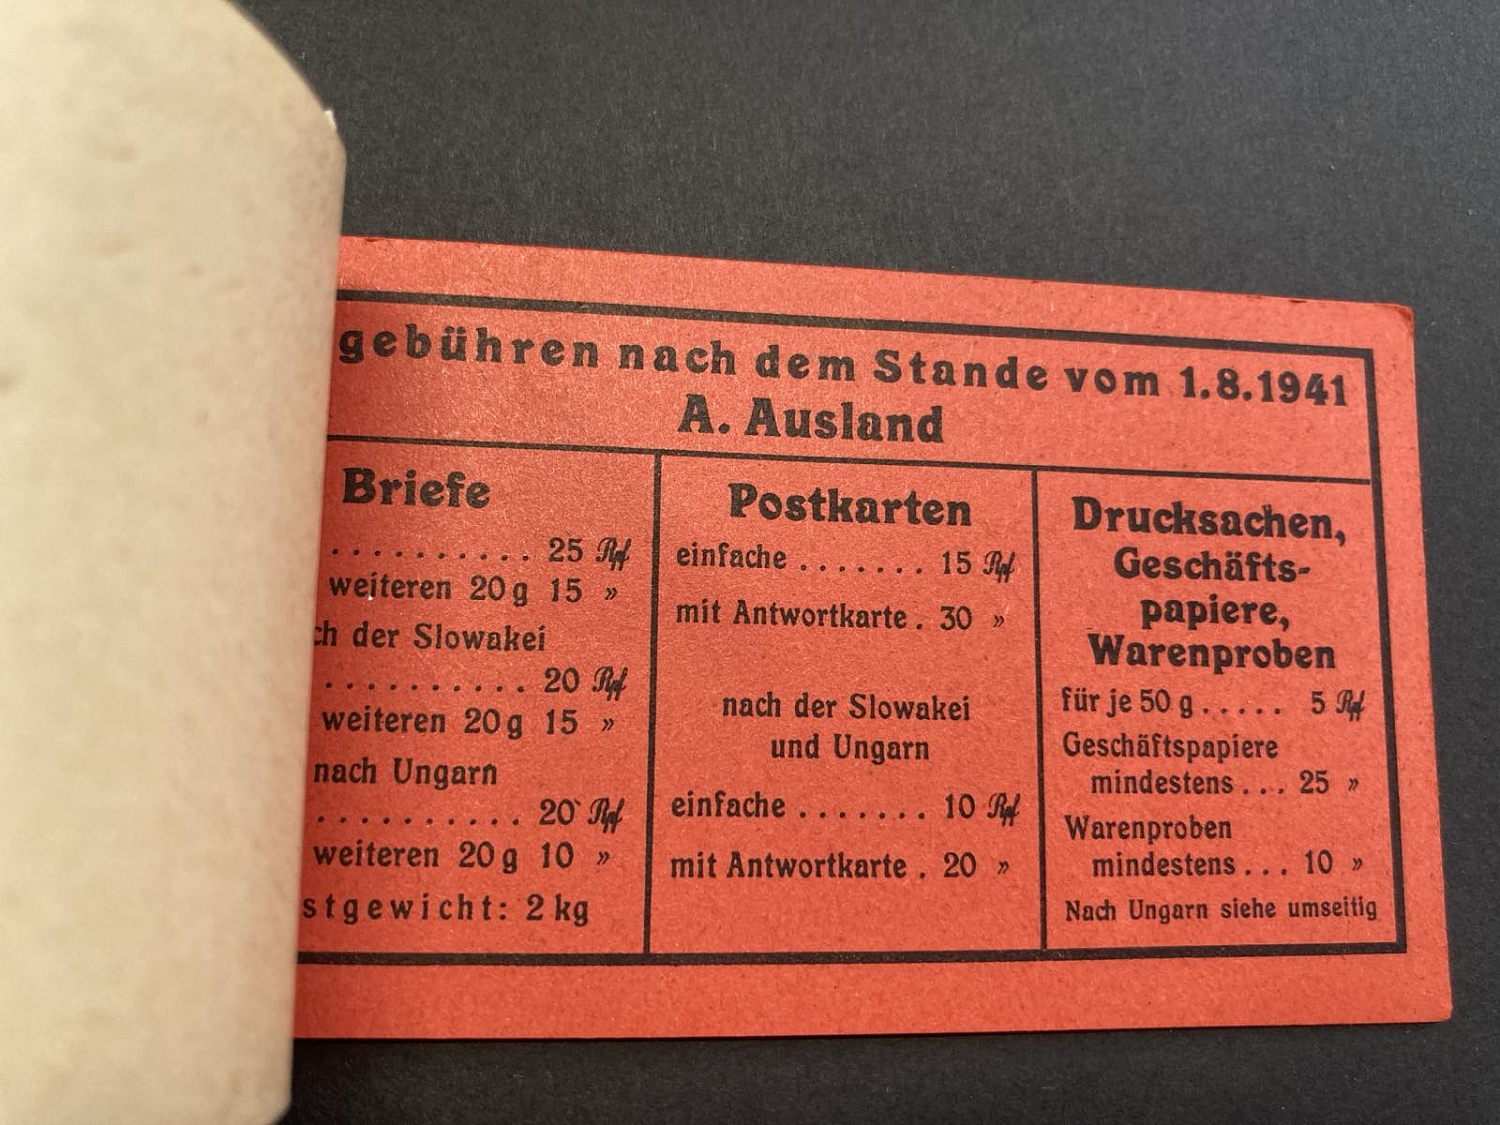 gebühren nach dem Stande vom 1.8.1941
A. Ausland
Briefe
.......... 25 Rpf
weiteren 20 g 15 »
ch der Slowakei
.......... 20 Rpf
weiteren 20 g 15 »
nach Ungarn
.......... 20 Rpf
weiteren 20 g 10 »
stgewicht: 2 kg
Postkarten
einfache ....... 15 Rpf
mit Antwortkarte . 30 »
nach der Slowakei
und Ungarn
einfache ....... 10 Rpf
mit Antwortkarte . 20 »
Drucksachen,
Geschäfts-
papiere,
Warenproben
für je 50 g ..... 5 Rpf
Geschäftspapiere
mindestens ... 25 »
Warenproben
mindestens ... 10 »
Nach Ungarn siehe umseitig